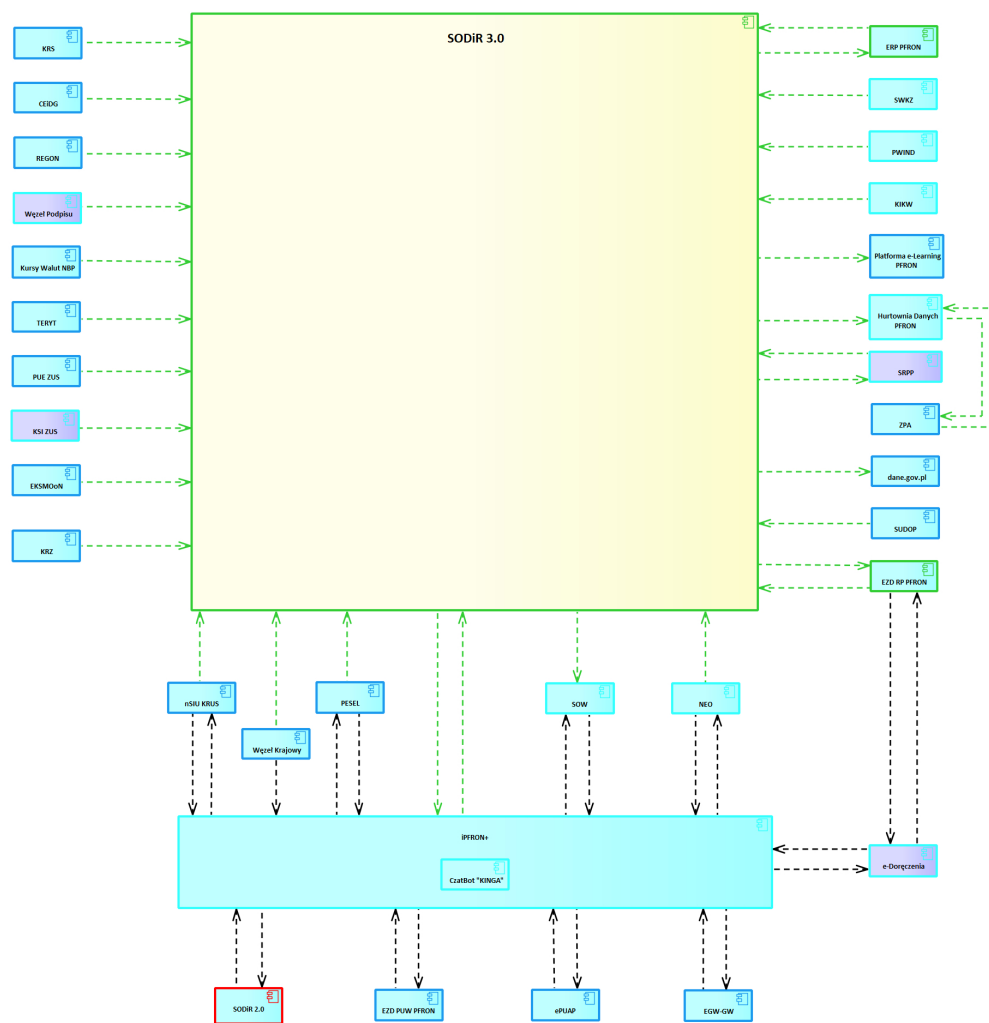 SODiR 3.0
KRS
CEiDG
REGON
Węzeł Podpisu
Kursy Walut NBP
TERYT
PUE ZUS
KSI ZUS
EKSMOoN
KRZ
ERP PFRON
SWKZ
PWIND
KIKW
Platforma e-Learning
PFRON
Hurtownia Danych
PFRON
SRPP
ZPA
dane.gov.pl
SUDOP
EZD RP PFRON
nSIU KRUS
PESEL
Węzeł Krajowy
SOW
NEO
iPFRON+
CzatBot "KINGA"
e-Doręczenia
SODiR 2.0
EZD PUW PFRON
ePUAP
EGW-GW